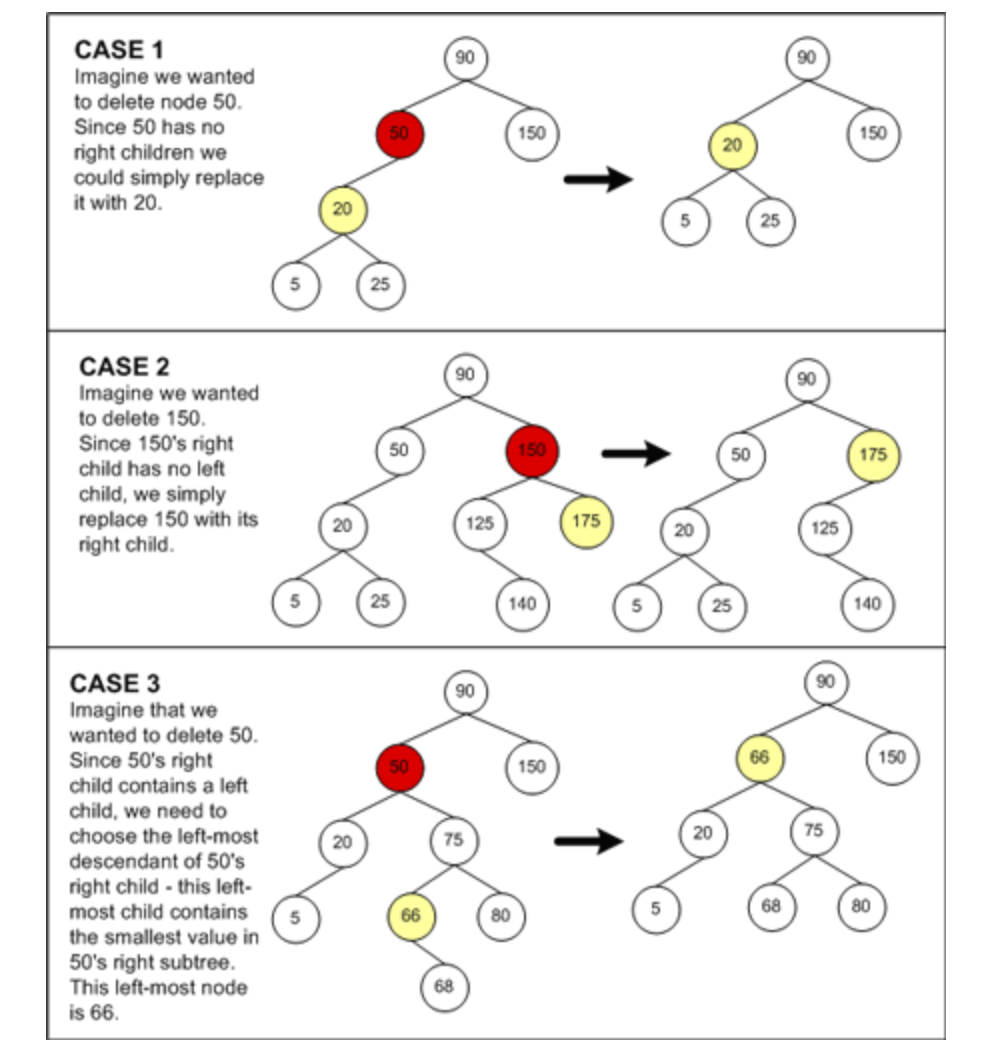 CASE 1
Imagine we wanted
to delete node 50.
Since 50 has no
right children we
could simply replace
it with 20.
90
50
150
20
5
25
90
20
150
5
25
CASE 2
Imagine we wanted
to delete 150.
Since 150's right
child has no left
child, we simply
replace 150 with its
right child.
90
50
150
20
125
175
5
25
140
90
50
175
20
125
5
25
140
CASE 3
Imagine that we
wanted to delete 50.
Since 50's right
child contains a left
child, we need to
choose the left-most
descendant of 50's
right child - this left-
most child contains
the smallest value in
50's right subtree.
This left-most node
is 66.
90
50
150
20
75
5
66
80
68
90
66
150
20
75
5
68
80